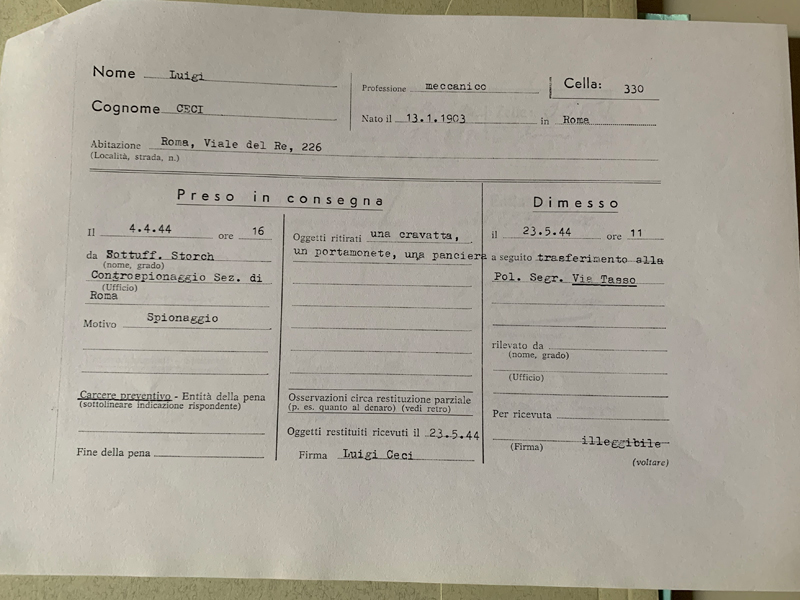 Nome Luigi
Professione meccanico
Cella: 330
Cognome CECI
Nato il 13.1.1903 in Roma
Abitazione Roma, Viale del Re, 226
(Località, strada, n.)
Preso in consegna
Il 4.4.44 ore 16
da Sottuff. Storch
(nome, grado)
Controspionaggio Sez. di
(Ufficio)
Roma
Motivo Spionaggio
Carcere preventivo - Entità della pena
(sottolineare indicazione rispondente)
Fine della pena
Oggetti ritirati una cravatta,
un portamonete, una panciera
Osservazioni circa restituzione parziale
(p. es. quanto al denaro) (vedi retro)
Oggetti restituiti ricevuti il 23.5.44
Firma Luigi Ceci
Dimesso
il 23.5.44 ore 11
a seguito trasferimento alla
Pol. Segr. Via Tasso
rilevato da
(nome, grado)
(Ufficio)
Per ricevuta
(Firma) illeggibile
(voltare)